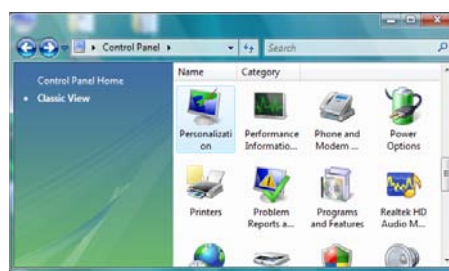 Control Panel
Search
Control Panel Home
Classic View
Name Category
Personalizati
on
Performance
Informatio...
Phone and
Modem ...
Power
Options
Printers
Problem
Reports a...
Programs
and Features
Realtek HD
Audio M...